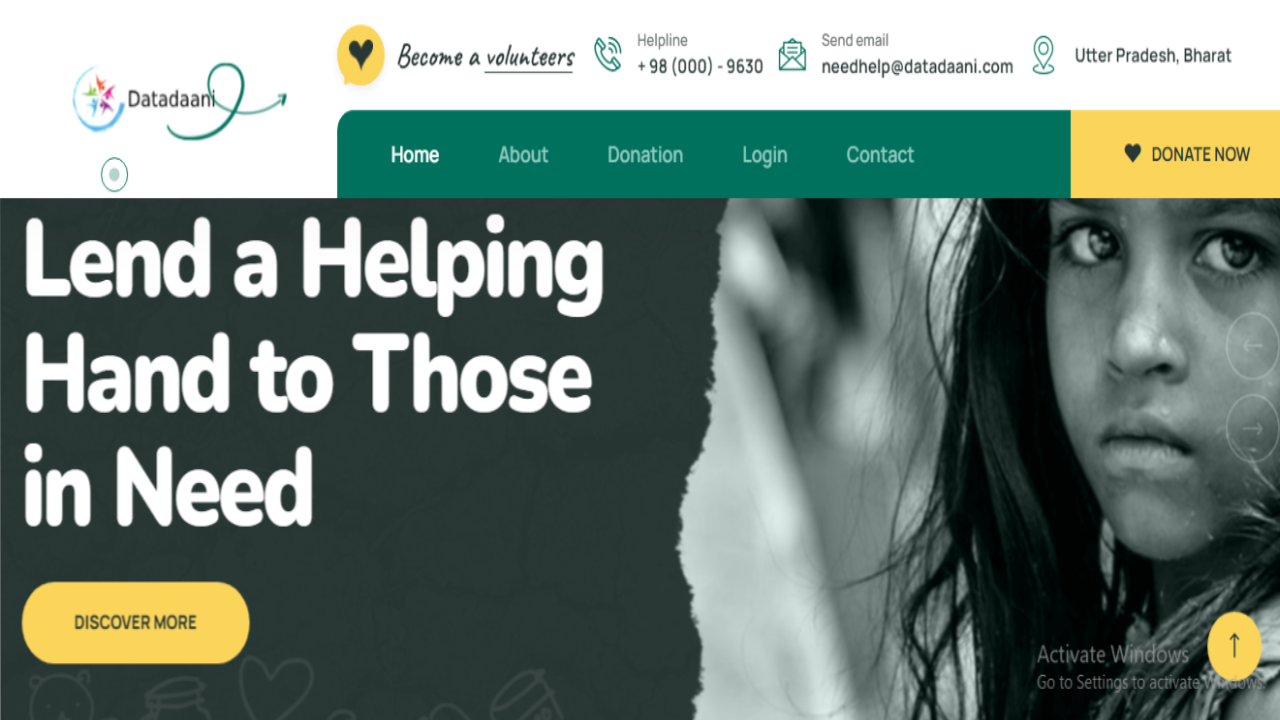 Datadaani
Become a volunteers
Helpline
+ 98 (000) - 9630
Send email
needhelp@datadaani.com
Utter Pradesh, Bharat
Home
About
Donation
Login
Contact
DONATE NOW
Lend a Helping
Hand to Those
in Need
DISCOVER MORE
Activate Windows
Go to Settings to activate Windows.